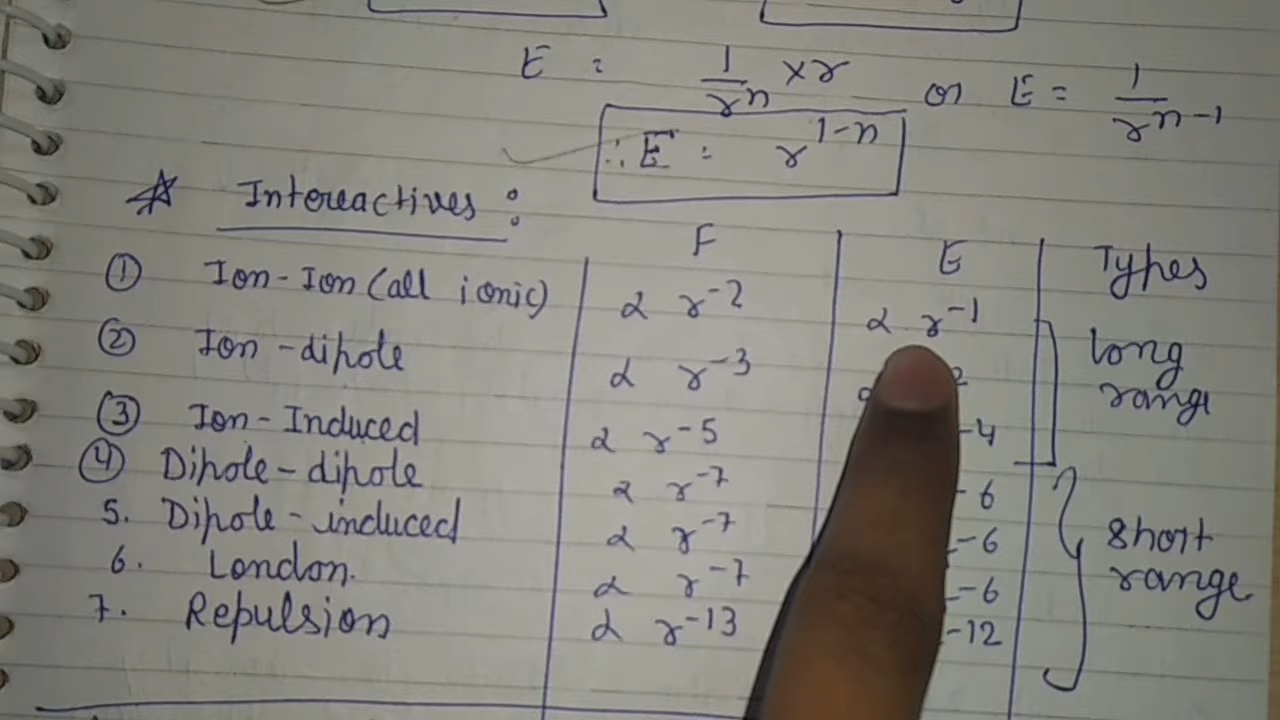 E = 1/r^n × r or E = 1/r^n-1
∴ E = r^1-n
☆ Intereactives :
F E Types
① Ion-Ion (all ionic) α r^-2 α r^-1
② Ion-dipole α r^-3 2 long range
③ Ion-Induced α r^-5 -4
④ Dipole-dipole α r^-7 -6
5. Dipole-induced α r^-7 -6 short range
6. London. α r^-7 -6
7. Repulsion α r^-13 -12